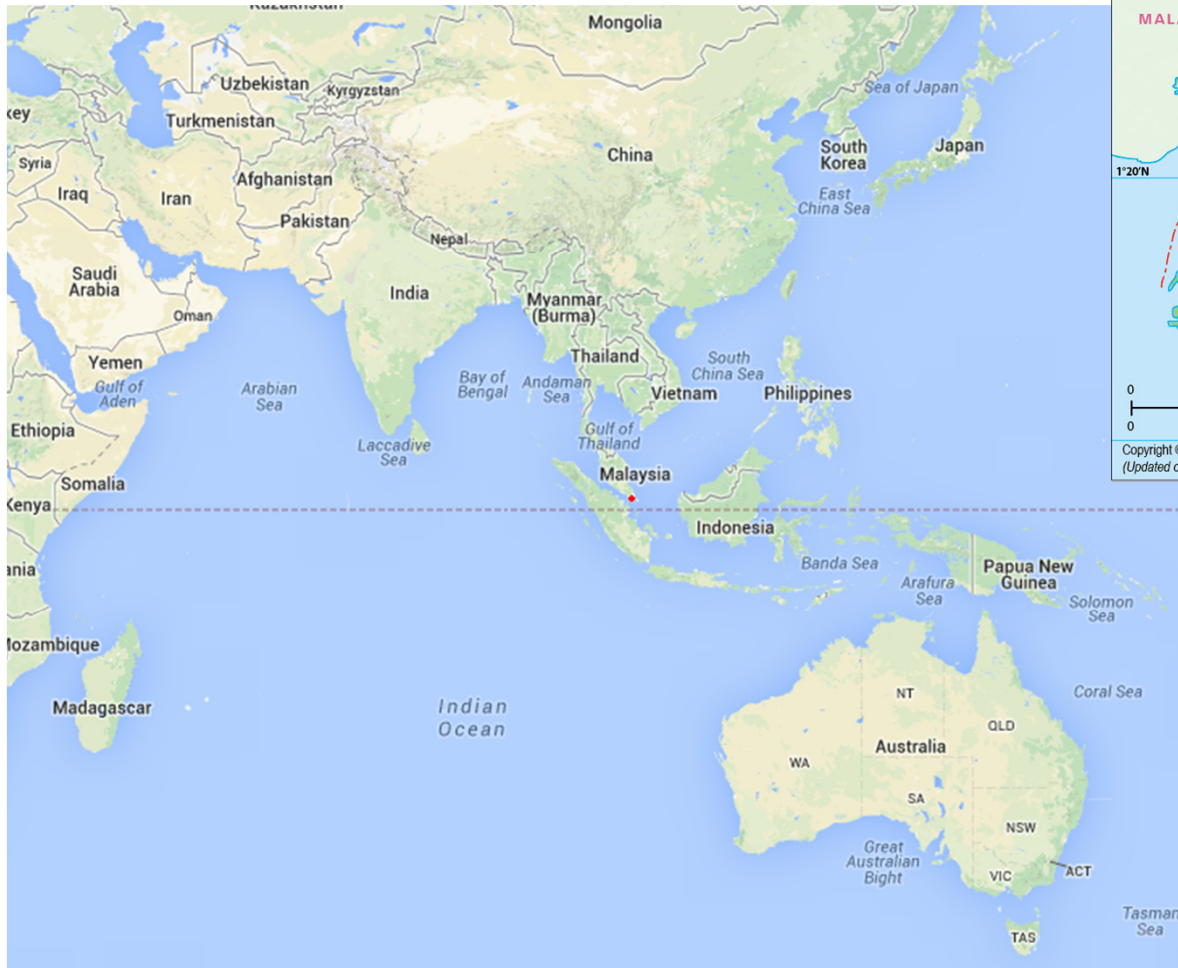 Mongolia
Uzbekistan
Kyrgyzstan
Sea of Japan
key
Turkmenistan
South
Korea
Japan
China
Syria
Afghanistan
Iraq
Iran
East
China Sea
Pakistan
Nepal
Saudi
Arabia
India
Myanmar
(Burma)
Oman
Yemen
Thailand
South
China Sea
Gulf of
Aden
Arabian
Sea
Bay of
Bengal
Andaman
Sea
Vietnam
Philippines
Ethiopia
Laccadive
Sea
Gulf of
Thailand
Somalia
Malaysia
Kenya
Indonesia
ania
Banda Sea
Arafura
Sea
Papua New
Guinea
Solomon
Sea
Mozambique
Madagascar
Indian
Ocean
NT
Coral Sea
QLD
Australia
WA
SA
NSW
Great
Australian
Bight
VIC
ACT
Tasman
Sea
TAS
MALA
1°20'N
0
0
Copyright ©
(Updated o